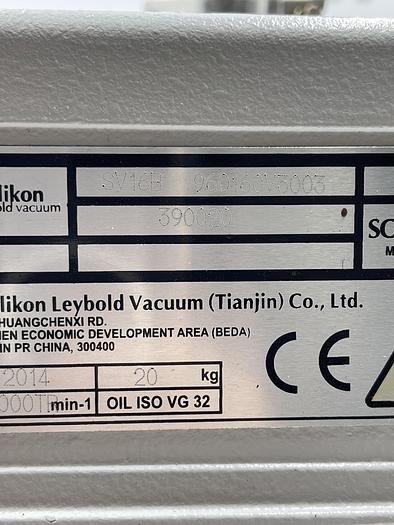 likon
old vacuum
SV16B 960160V3003
390020
SC
M
likon Leybold Vacuum (Tianjin) Co., Ltd.
HUANGCHENXI RD.
HEN ECONOMIC DEVELOPMENT AREA (BEDA)
IN PR CHINA, 300400
2014 20 kg
min-1 OIL ISO VG 32
CE